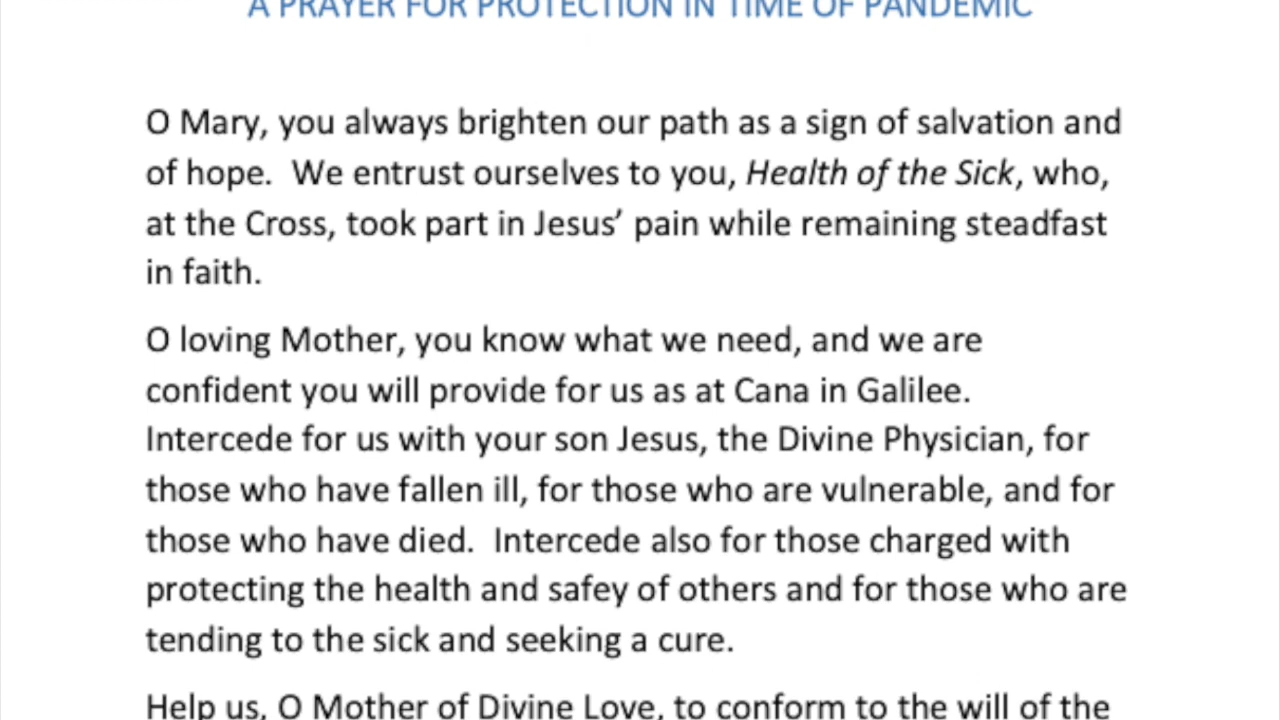 A PRAYER FOR PROTECTION IN TIME OF PANDEMIC
O Mary, you always brighten our path as a sign of salvation and
of hope.  We entrust ourselves to you, Health of the Sick, who,
at the Cross, took part in Jesus’ pain while remaining steadfast
in faith.
O loving Mother, you know what we need, and we are
confident you will provide for us as at Cana in Galilee.
Intercede for us with your son Jesus, the Divine Physician, for
those who have fallen ill, for those who are vulnerable, and for
those who have died.  Intercede also for those charged with
protecting the health and safey of others and for those who are
tending to the sick and seeking a cure.
Help us, O Mother of Divine Love, to conform to the will of the